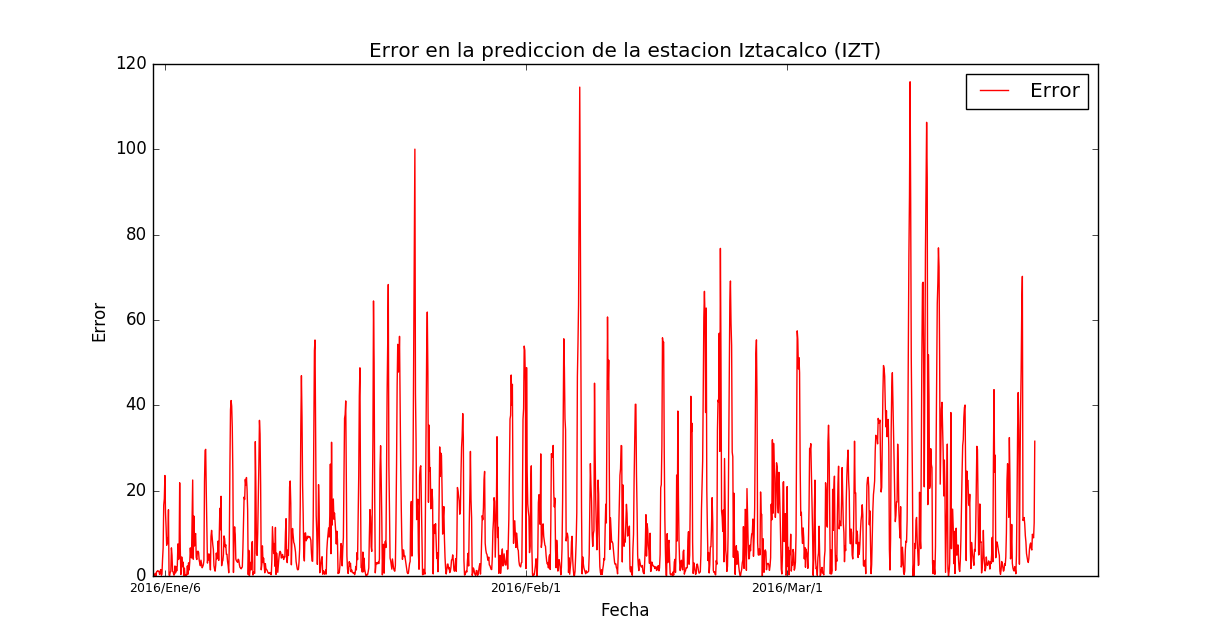 Error en la prediccion de la estacion Iztacalco (IZT)
Error
120
100
80
60
40
20
0
Error
2016/Ene/6
2016/Feb/1
2016/Mar/1
Fecha